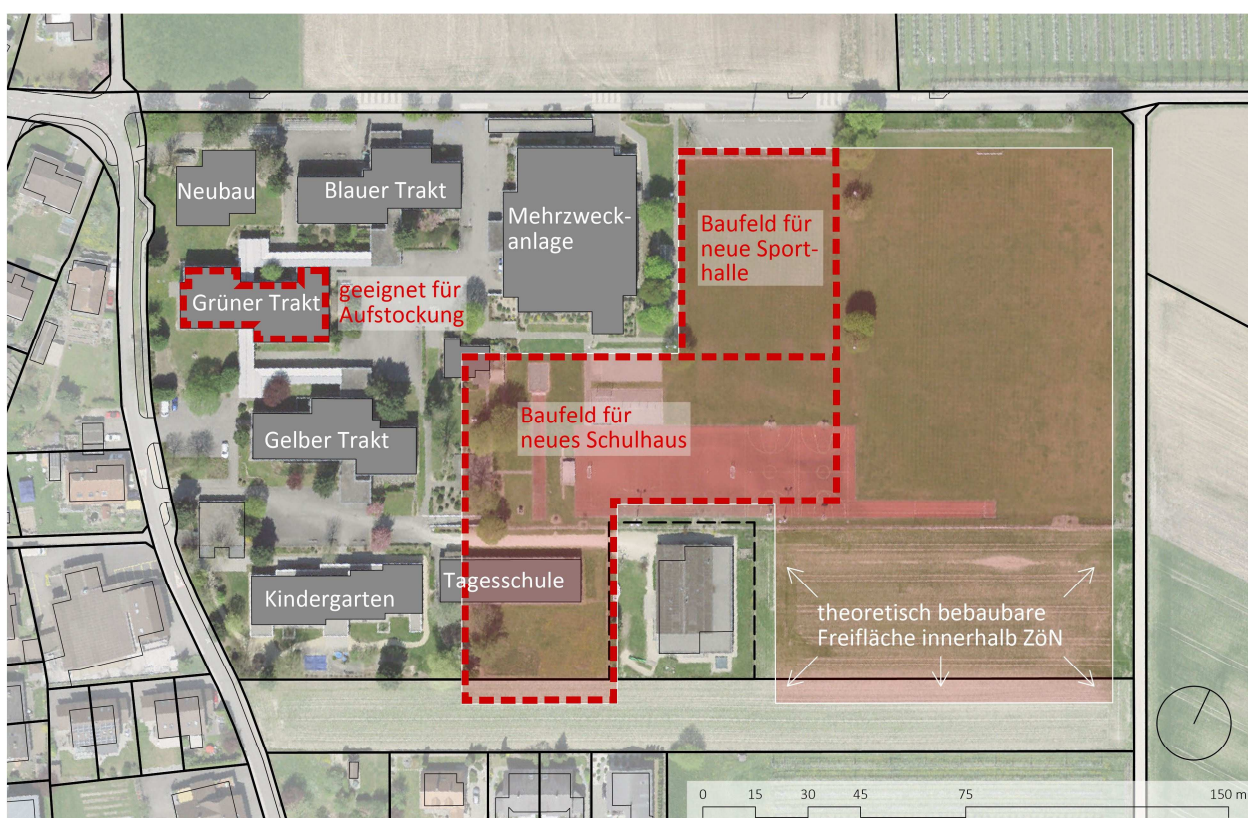 Neubau
Blauer Trakt
Mehrzweck-
anlage
Baufeld für
neue Sport-
halle
Grüner Trakt
geeignet für
Aufstockung
Baufeld für
neues Schulhaus
Gelber Trakt
Kindergarten
Tagesschule
theoretisch bebaubare
Freifläche innerhalb ZöN
0 15 30 45 75 150 m